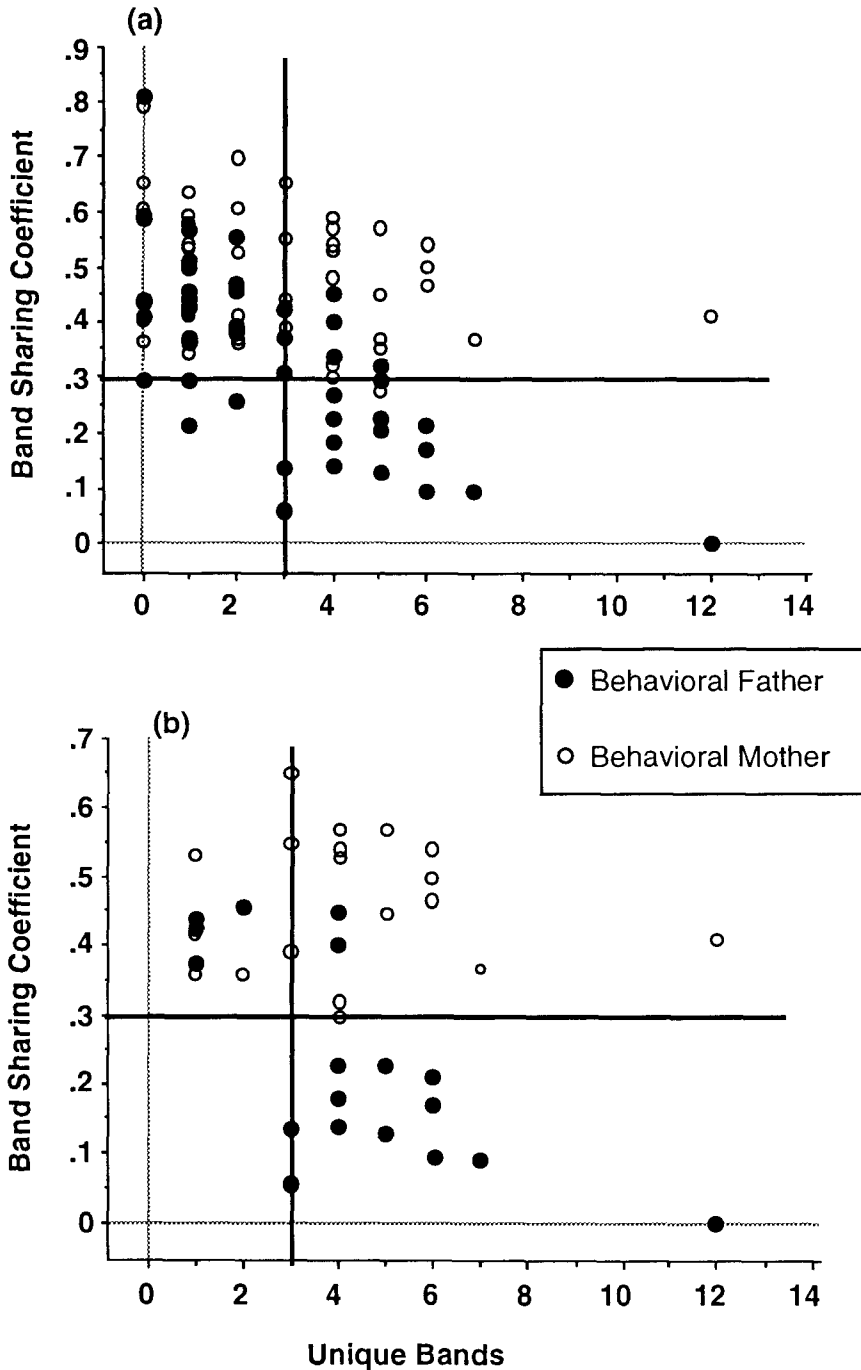 (a)
Band Sharing Coefficient
.9
.8
.7
.6
.5
.4
.3
.2
.1
0
0 2 4 6 8 10 12 14
Behavioral Father
Behavioral Mother
(b)
Band Sharing Coefficient
.7
.6
.5
.4
.3
.2
.1
0
0 2 4 6 8 10 12 14
Unique Bands